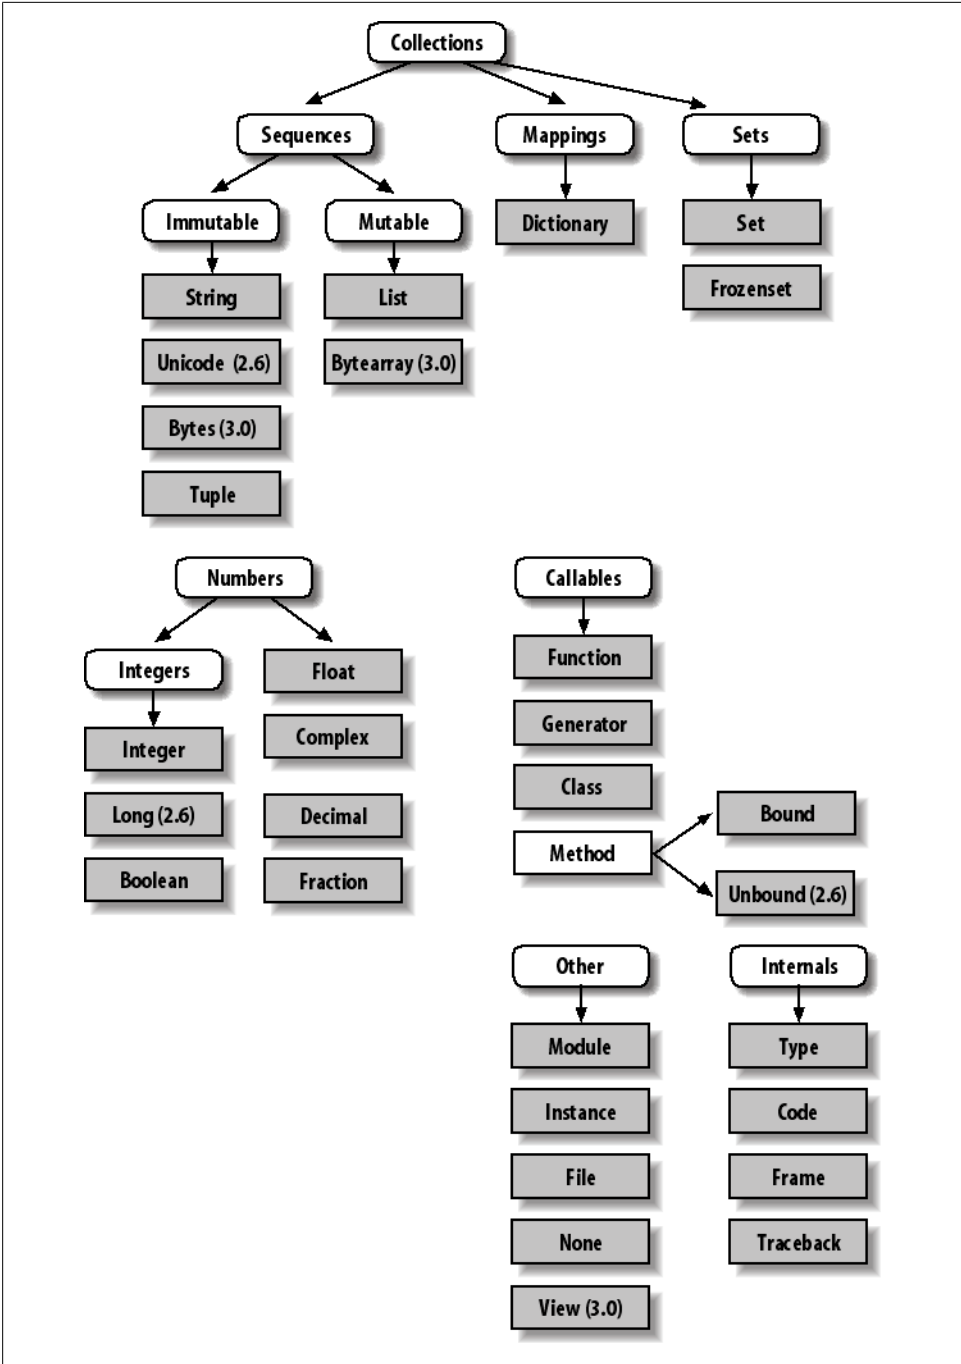 Collections
Sequences
Mappings
Sets
Immutable
Mutable
Dictionary
Set
String
List
Frozenset
Unicode (2.6)
Bytearray (3.0)
Bytes (3.0)
Tuple
Numbers
Callables
Integers
Float
Function
Integer
Complex
Generator
Long (2.6)
Decimal
Class
Bound
Boolean
Fraction
Method
Unbound (2.6)
Other
Internals
Module
Type
Instance
Code
File
Frame
None
Traceback
View (3.0)